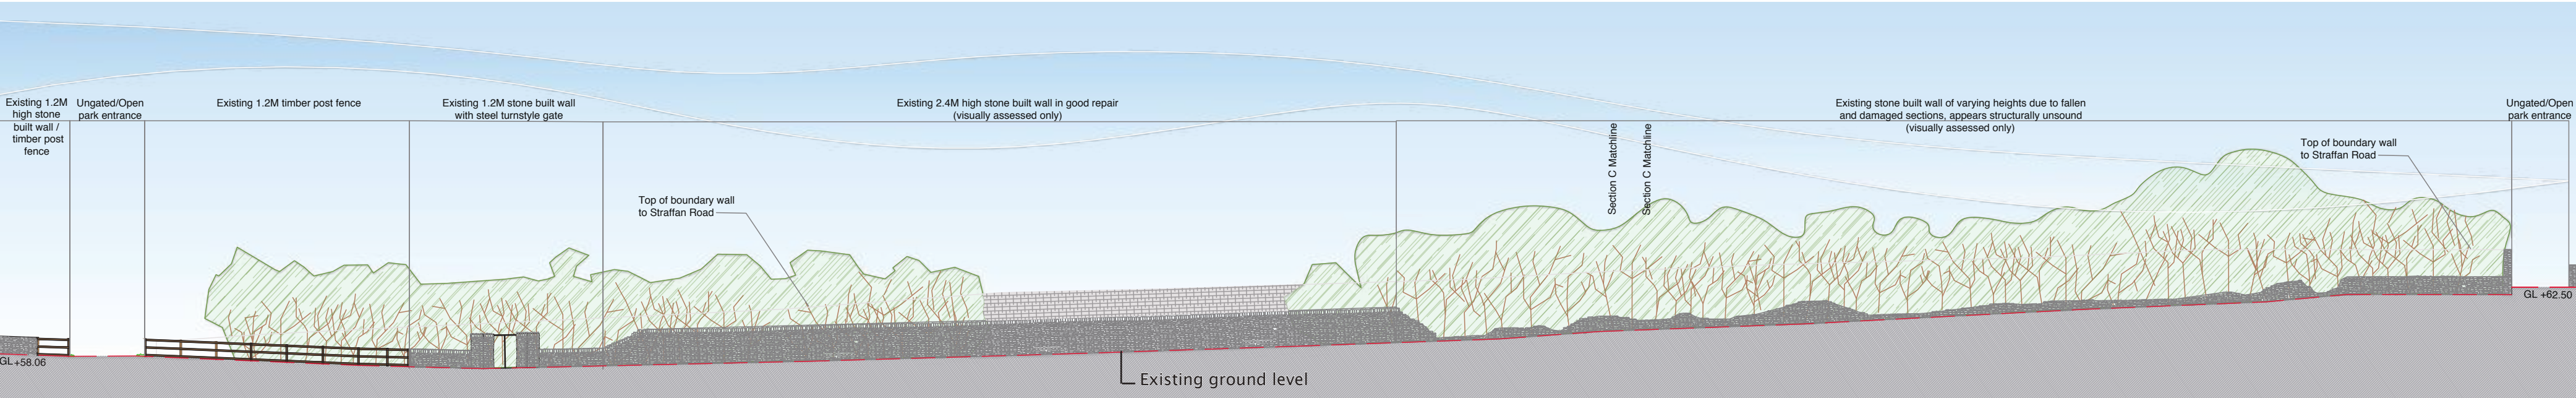 Existing 1.2M
high stone
built wall /
timber post
fence
Ungated/Open
park entrance
Existing 1.2M timber post fence
Existing 1.2M stone built wall
with steel turnstyle gate
Existing 2.4M high stone built wall in good repair
(visually assessed only)
Existing stone built wall of varying heights due to fallen
and damaged sections, appears structurally unsound
(visually assessed only)
Ungated/Open
park entrance
Section C Matchline
Section C Matchline
Top of boundary wall
to Straffan Road
Top of boundary wall
to Straffan Road
GL +62.50
GL+58.06
Existing ground level